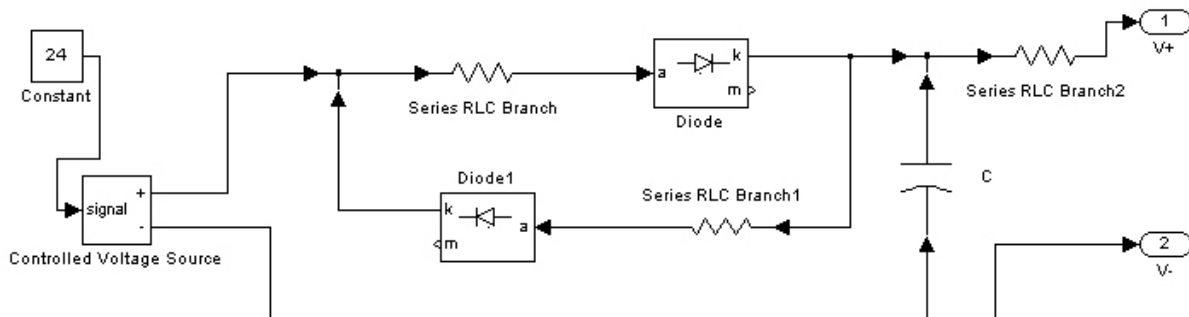 24
Constant
signal
+
-
Controlled Voltage Source
Series RLC Branch
a
k
m
Diode
Diode1
k
m
a
Series RLC Branch1
C
Series RLC Branch2
1
V+
2
V-